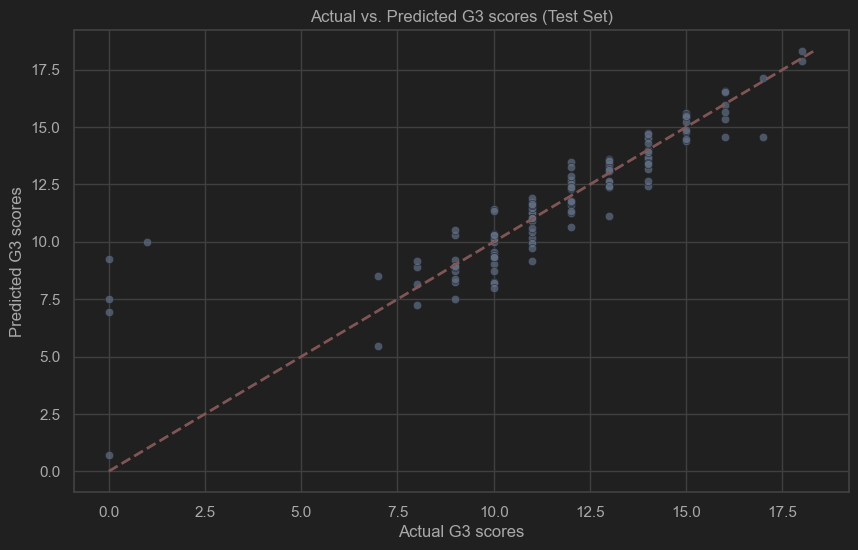 Actual vs. Predicted G3 scores (Test Set)
Predicted G3 scores
17.5
15.0
12.5
10.0
7.5
5.0
2.5
0.0
0.0 2.5 5.0 7.5 10.0 12.5 15.0 17.5
Actual G3 scores